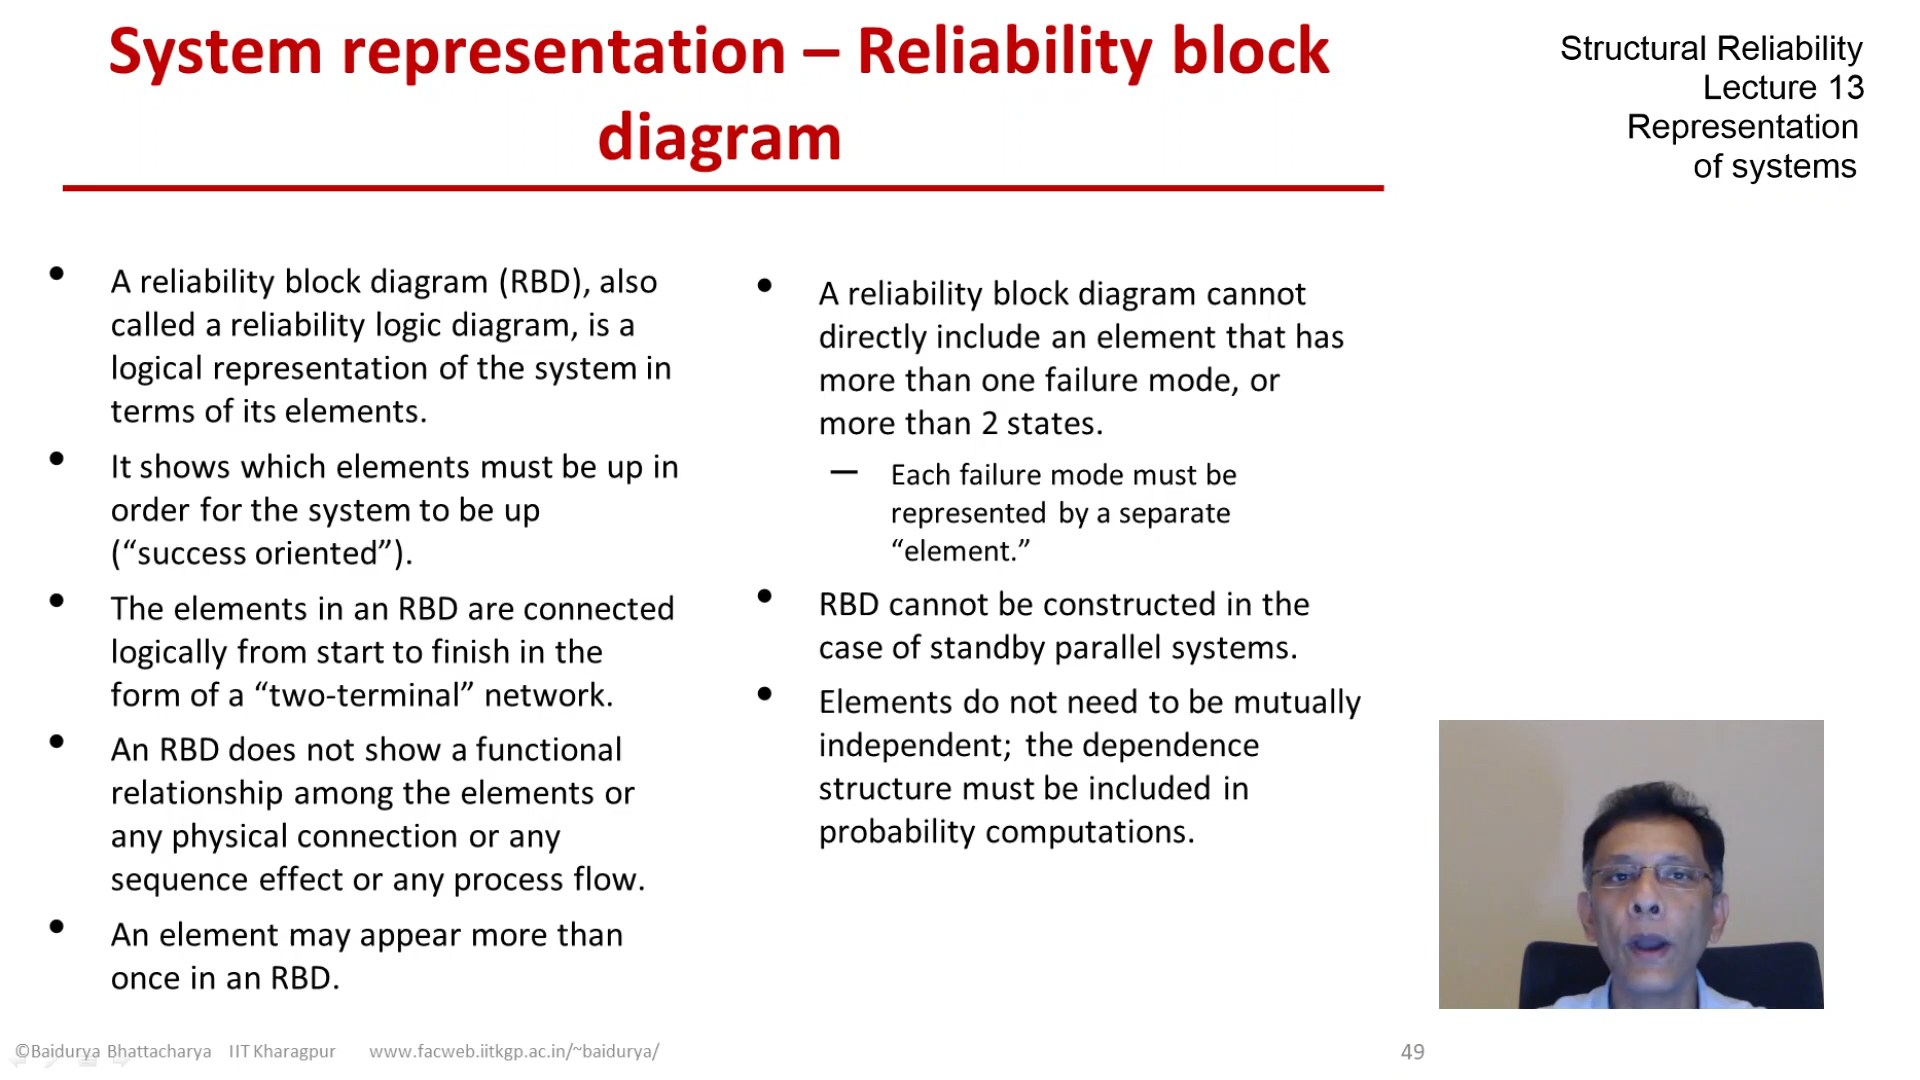 System representation – Reliability block
diagram
Structural Reliability
Lecture 13
Representation
of systems
• A reliability block diagram (RBD), also
called a reliability logic diagram, is a
logical representation of the system in
terms of its elements.
• It shows which elements must be up in
order for the system to be up
(“success oriented”).
• The elements in an RBD are connected
logically from start to finish in the
form of a “two-terminal” network.
• An RBD does not show a functional
relationship among the elements or
any physical connection or any
sequence effect or any process flow.
• An element may appear more than
once in an RBD.
• A reliability block diagram cannot
directly include an element that has
more than one failure mode, or
more than 2 states.
— Each failure mode must be
represented by a separate
“element.”
• RBD cannot be constructed in the
case of standby parallel systems.
• Elements do not need to be mutually
independent; the dependence
structure must be included in
probability computations.
©Baidurya Bhattacharya IIT Kharagpur www.facweb.iitkgp.ac.in/~baidurya/
49